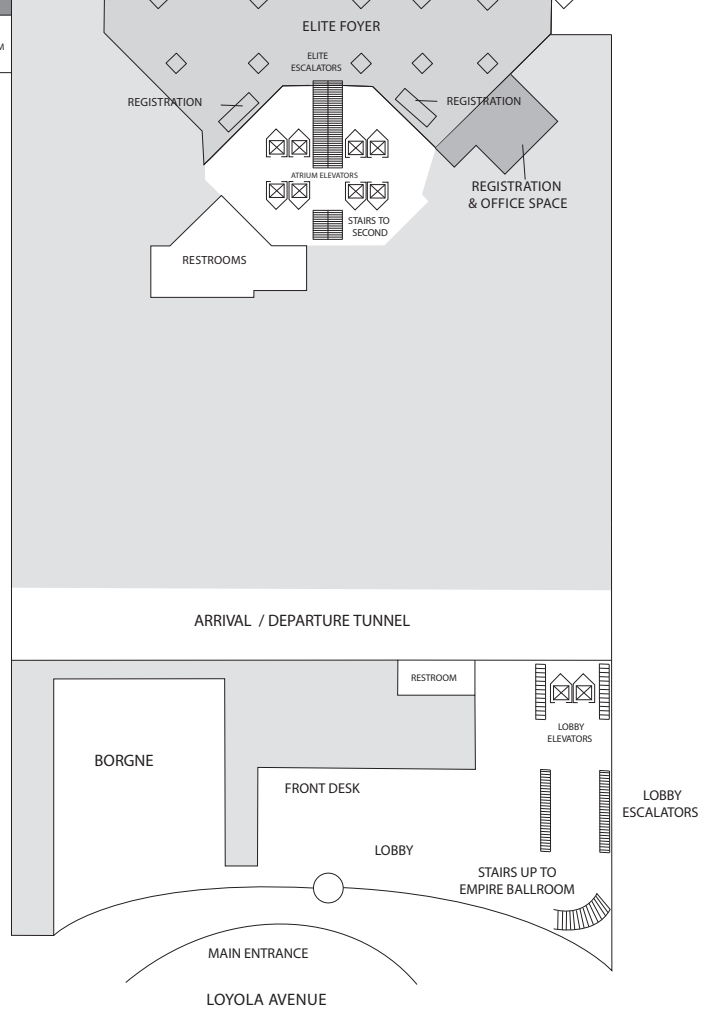 ELITE FOYER
M
ELITE
ESCALATORS
REGISTRATION
REGISTRATION
ATRIUM ELEVATORS
REGISTRATION
& OFFICE SPACE
STAIRS TO
SECOND
RESTROOMS
ARRIVAL / DEPARTURE TUNNEL
RESTROOM
LOBBY
ELEVATORS
BORGNE
FRONT DESK
LOBBY
ESCALATORS
LOBBY
STAIRS UP TO
EMPIRE BALLROOM
MAIN ENTRANCE
LOYOLA AVENUE